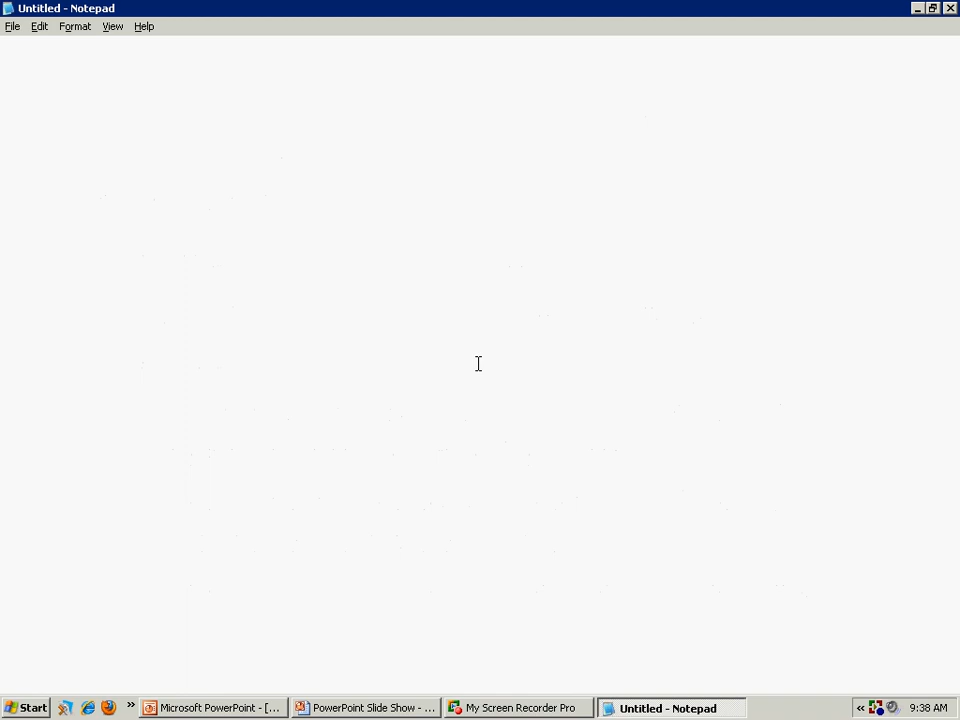 Untitled - Notepad
File Edit Format View Help
Start » Microsoft PowerPoint - [... PowerPoint Slide Show - ... My Screen Recorder Pro Untitled - Notepad « 9:38 AM